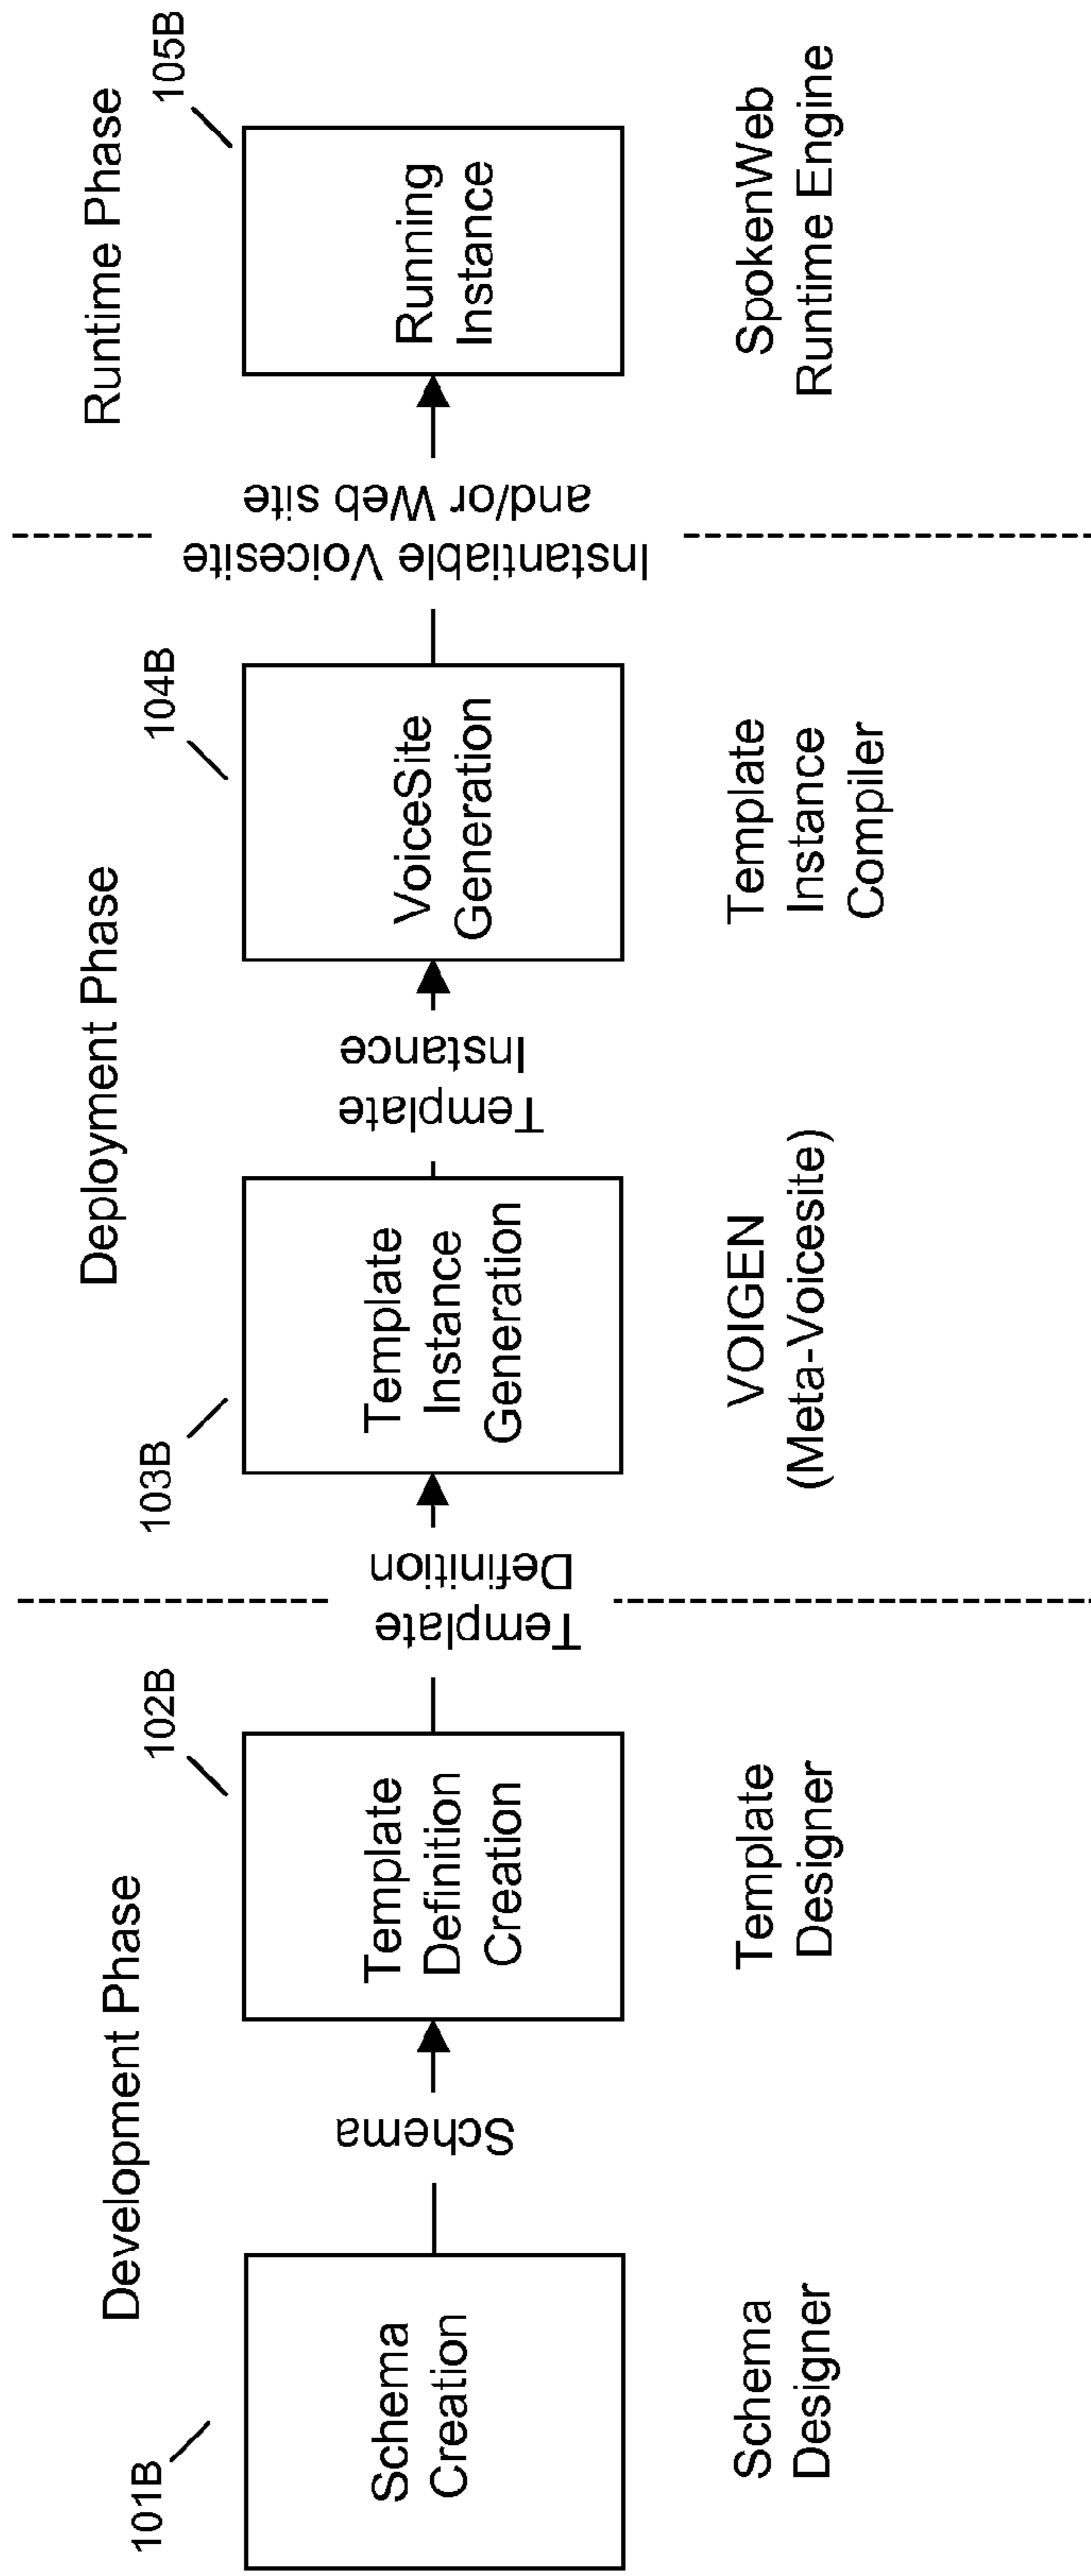 Development Phase
Deployment Phase
Runtime Phase
101B
102B
103B
104B
105B
Schema
Creation
Schema
Template
Definition
Creation
Template
Definition
Template
Instance
Generation
Template
Instance
VoiceSite
Generation
Instantiable Voicesite
and/or Web site
Running
Instance
Schema
Designer
Template
Designer
VOIGEN
(Meta-Voicesite)
Template
Instance
Compiler
SpokenWeb
Runtime Engine